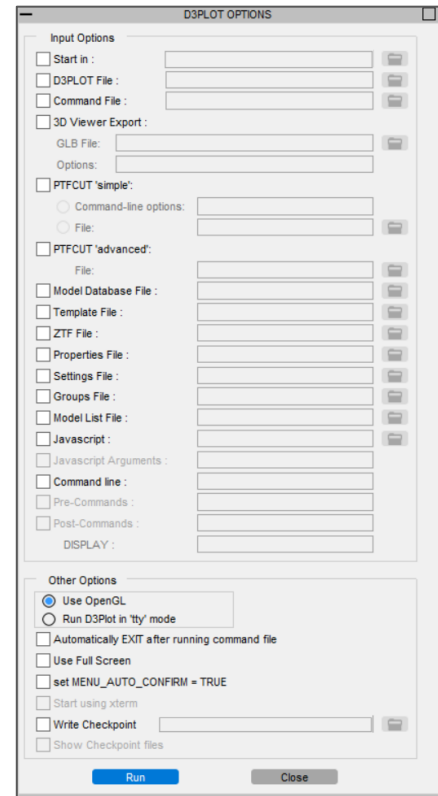 D3PLOT OPTIONS
Input Options
Start in :
D3PLOT File :
Command File :
3D Viewer Export :
GLB File:
Options:
PTFCUT 'simple':
Command-line options:
File:
PTFCUT 'advanced':
File:
Model Database File :
Template File :
ZTF File :
Properties File :
Settings File :
Groups File :
Model List File :
Javascript :
Javascript Arguments :
Command line :
Pre-Commands :
Post-Commands :
DISPLAY :
Other Options
Use OpenGL
Run D3Plot in 'tty' mode
Automatically EXIT after running command file
Use Full Screen
set MENU_AUTO_CONFIRM = TRUE
Start using xterm
Write Checkpoint
Show Checkpoint files
Run Close